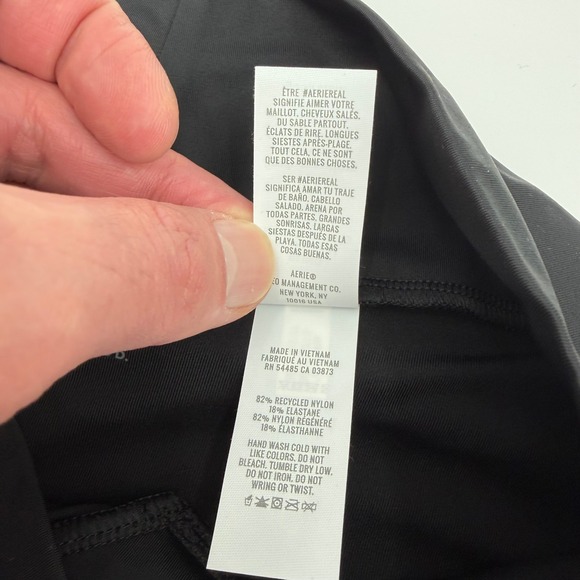 ÊTRE #AERIEREAL
SIGNIFIE AIMER VOTRE
MAILLOT. CHEVEUX SALÉS.
DU SABLE PARTOUT.
ÉCLATS DE RIRE. LONGUES
SIESTES APRÈS-PLAGE.
TOUT CELA, CE NE SONT
QUE DES BONNES CHOSES.
SER #AERIEREAL
SIGNIFICA AMAR TU TRAJE
DE BAÑO. CABELLO
SALADO. ARENA POR
TODAS PARTES. GRANDES
SONRISAS. LARGAS
SIESTAS DESPUÉS DE LA
PLAYA. TODAS ESAS
COSAS BUENAS.
AERIE®
EO MANAGEMENT CO.
NEW YORK, NY
10016 USA
MADE IN VIETNAM
FABRIQUÉ AU VIETNAM
RN 54485 CA 03873
82% RECYCLED NYLON
18% ELASTANE
82% NYLON RÉGÉNÉRÉ
18% ÉLASTHANNE
HAND WASH COLD WITH
LIKE COLORS. DO NOT
BLEACH. TUMBLE DRY LOW.
DO NOT IRON. DO NOT
WRING OR TWIST.